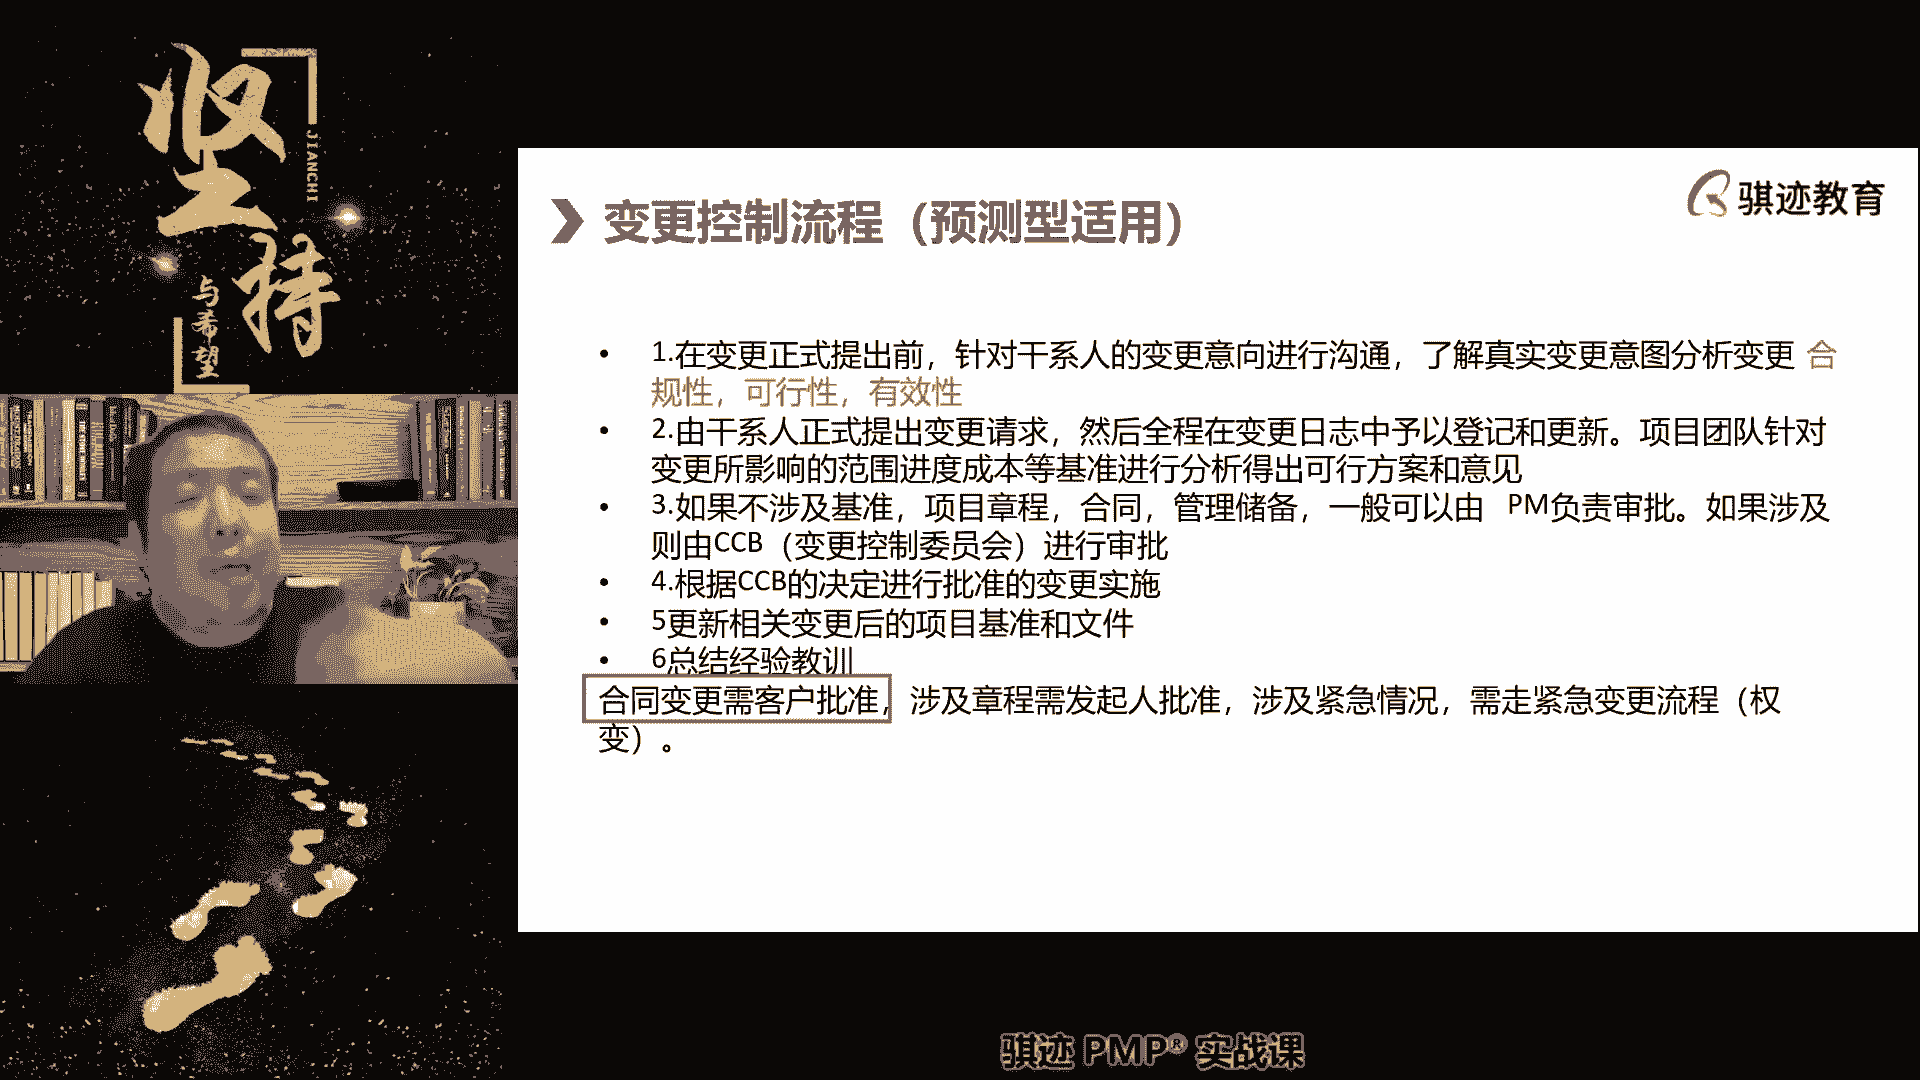 坚持
JIANCHI
与希望
骐迹教育
变更控制流程（预测型适用）
• 1.在变更正式提出前，针对干系人的变更意向进行沟通，了解真实变更意图分析变更 合
规性，可行性，有效性
• 2.由干系人正式提出变更请求，然后全程在变更日志中予以登记和更新。项目团队针对
变更所影响的范围进度成本等基准进行分析得出可行方案和意见
• 3.如果不涉及基准，项目章程，合同，管理储备，一般可以由 PM负责审批。如果涉及
则由CCB（变更控制委员会）进行审批
• 4.根据CCB的决定进行批准的变更实施
• 5更新相关变更后的项目基准和文件
• 6总结经验教训
合同变更需客户批准，涉及章程需发起人批准，涉及紧急情况，需走紧急变更流程（权
变）。
骐迹 PMP® 实战课